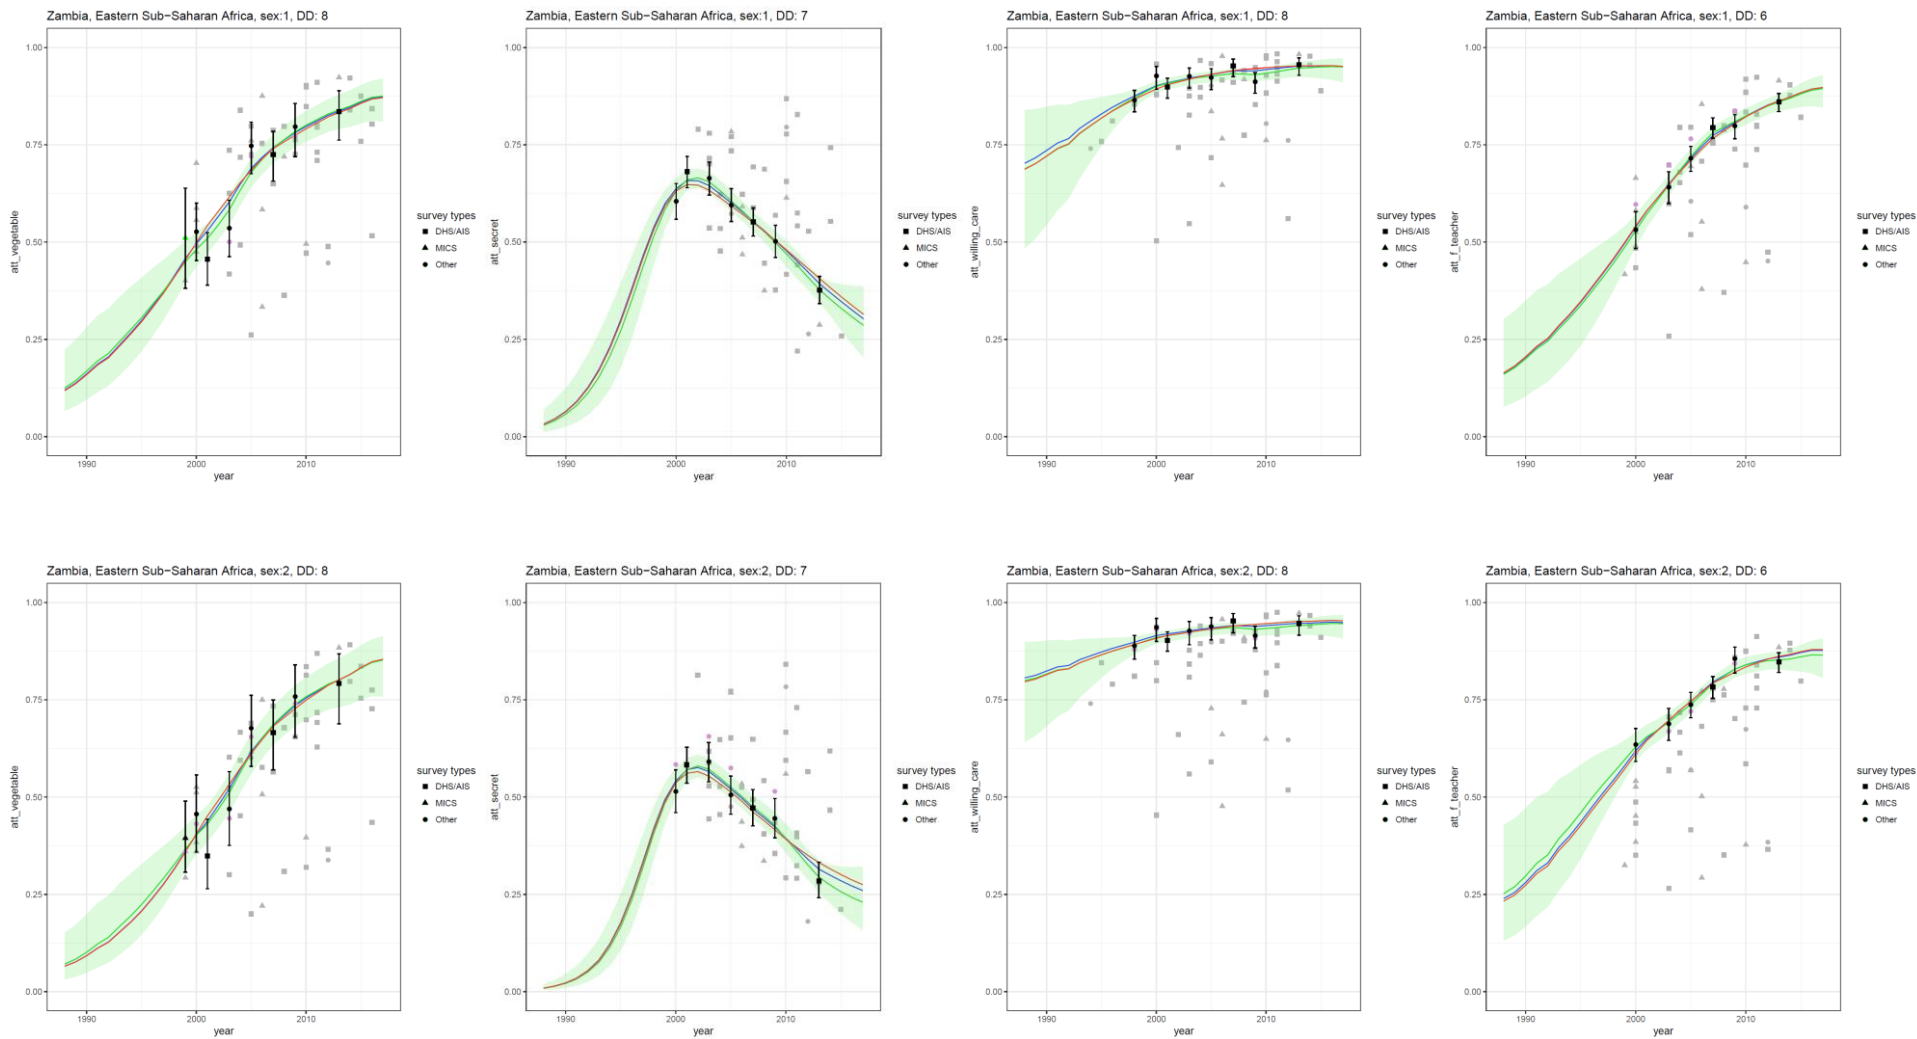 Zambia, Eastern Sub−Saharan Africa, sex:1, DD: 8
1.00
0.75
0.50
0.25
0.00
att_vegetable
1990
2000
2010
year
survey types
DHS/AIS
MICS
Other
Zambia, Eastern Sub−Saharan Africa, sex:1, DD: 7
1.00
0.75
0.50
0.25
0.00
att_secret
1990
2000
2010
year
survey types
DHS/AIS
MICS
Other
Zambia, Eastern Sub−Saharan Africa, sex:1, DD: 8
1.00
0.75
0.50
0.25
0.00
att_willing_care
1990
2000
2010
year
survey types
DHS/AIS
MICS
Other
Zambia, Eastern Sub−Saharan Africa, sex:1, DD: 6
1.00
0.75
0.50
0.25
0.00
att_f_teacher
1990
2000
2010
year
survey types
DHS/AIS
MICS
Other
Zambia, Eastern Sub−Saharan Africa, sex:2, DD: 8
1.00
0.75
0.50
0.25
0.00
att_vegetable
1990
2000
2010
year
survey types
DHS/AIS
MICS
Other
Zambia, Eastern Sub−Saharan Africa, sex:2, DD: 7
1.00
0.75
0.50
0.25
0.00
att_secret
1990
2000
2010
year
survey types
DHS/AIS
MICS
Other
Zambia, Eastern Sub−Saharan Africa, sex:2, DD: 8
1.00
0.75
0.50
0.25
0.00
att_willing_care
1990
2000
2010
year
survey types
DHS/AIS
MICS
Other
Zambia, Eastern Sub−Saharan Africa, sex:2, DD: 6
1.00
0.75
0.50
0.25
0.00
att_f_teacher
1990
2000
2010
year
survey types
DHS/AIS
MICS
Other